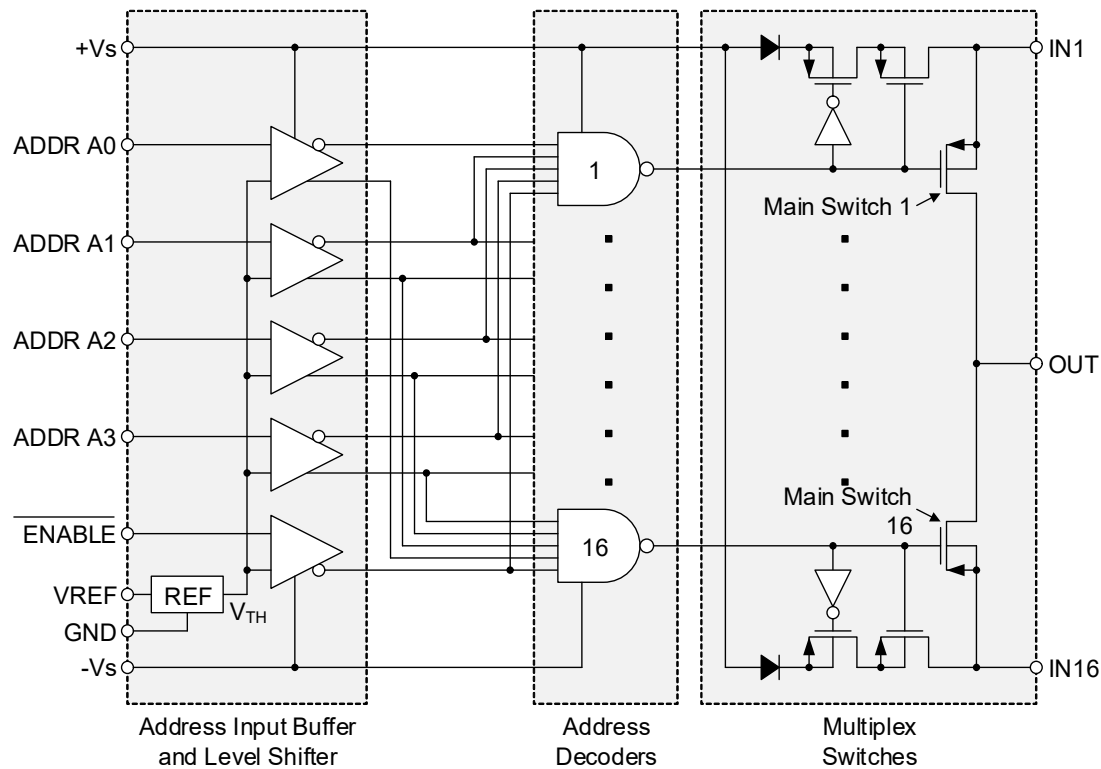 +Vs
IN1
ADDR A0
1
Main Switch 1
ADDR A1
ADDR A2
OUT
ADDR A3
Main Switch
16
ENABLE
16
VREF
REF
VTH
GND
-Vs
IN16
Address Input Buffer
and Level Shifter
Address
Decoders
Multiplex
Switches